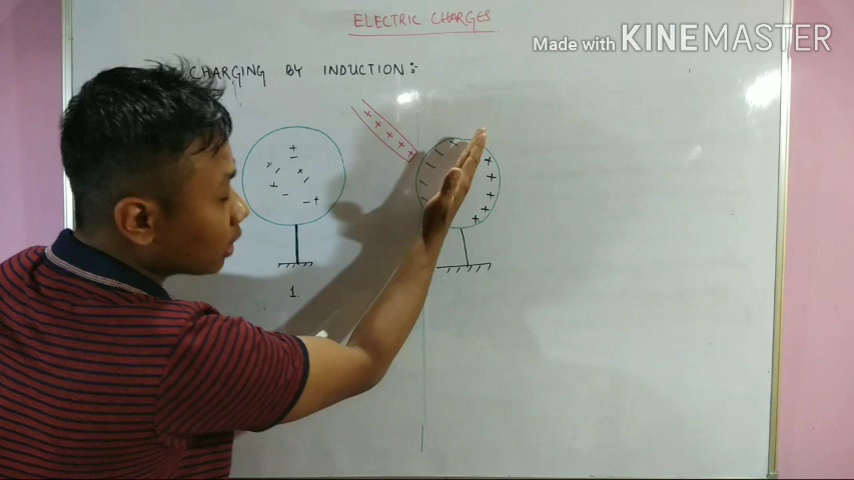 ELECTRIC CHARGES
Made with KINEMASTER
CHARGING BY INDUCTION:-
1.